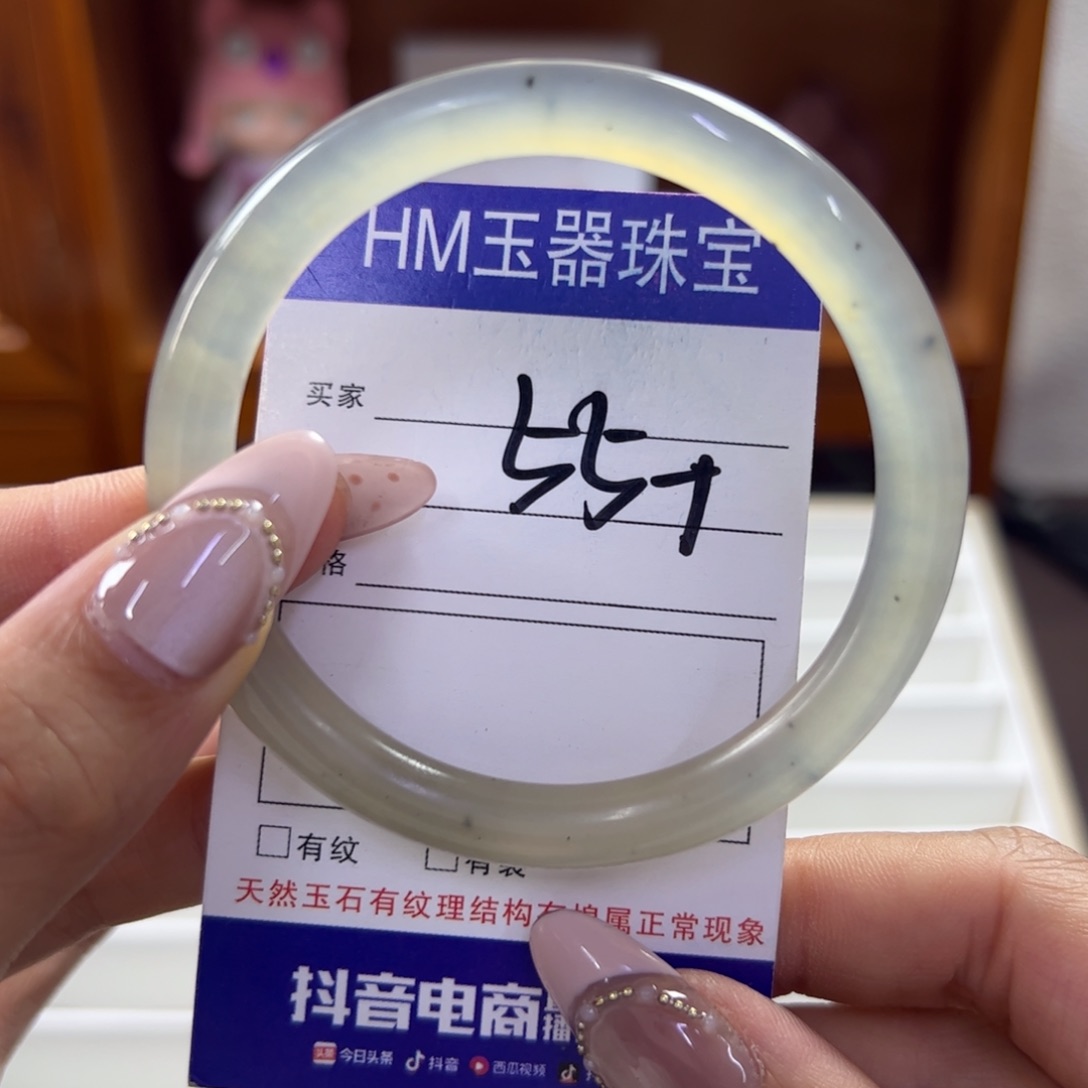 HM玉器珠宝
买家
55+
格
有纹
有裂
天然玉石有纹理结构
属正常现象
抖音电商
今日头条 抖音 西瓜视频